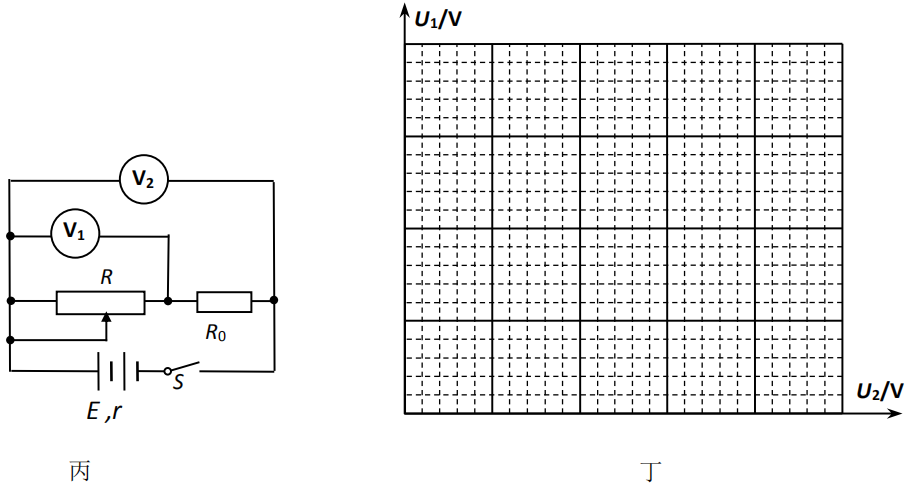 U₁/V
V₂
V₁
R
R₀
S
E ,r
U₂/V
丙
丁